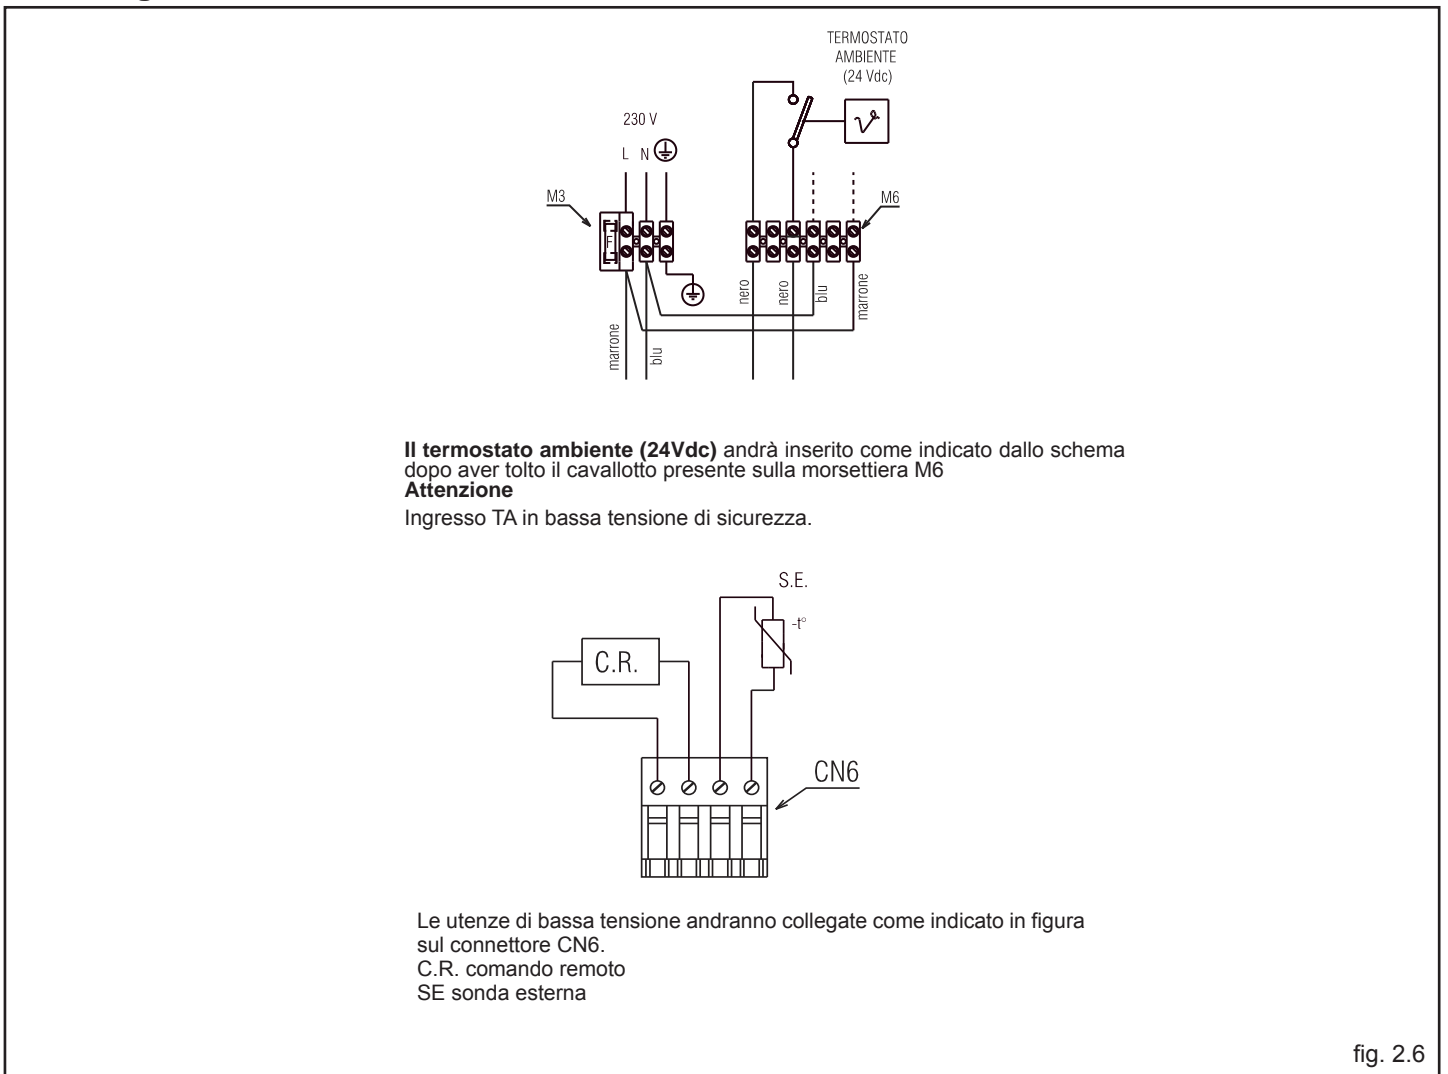 TERMOSTATO
AMBIENTE
(24 Vdc)
230 V
L N
M3
M6
F
nero
nero
blu
marrone
marrone
blu
Il termostato ambiente (24Vdc) andrà inserito come indicato dallo schema
dopo aver tolto il cavallotto presente sulla morsettiera M6
Attenzione
Ingresso TA in bassa tensione di sicurezza.
S.E.
-t°
C.R.
CN6
Le utenze di bassa tensione andranno collegate come indicato in figura
sul connettore CN6.
C.R. comando remoto
SE sonda esterna
fig. 2.6